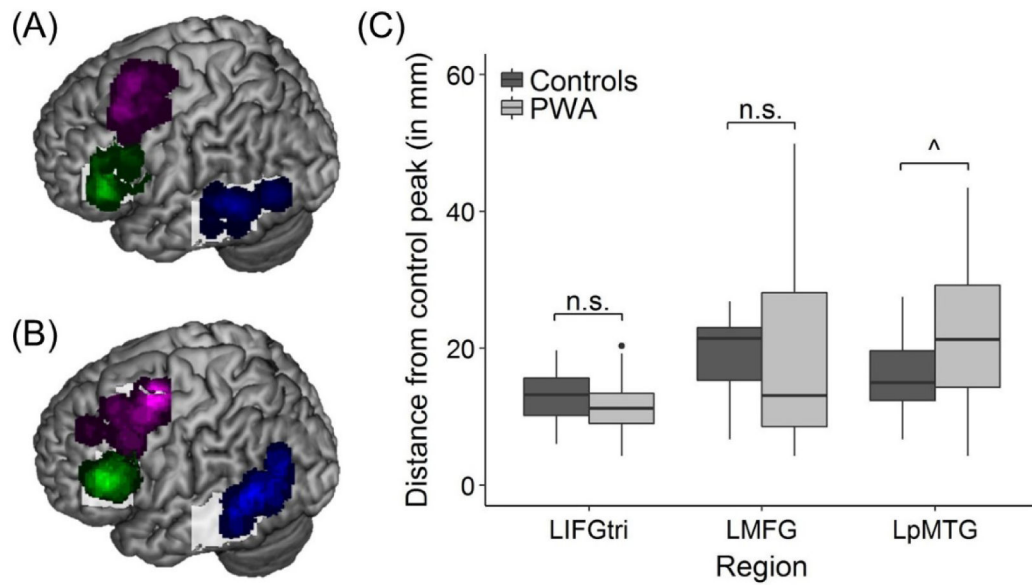 (A)
(B)
(C)
Distance from control peak (in mm)
60
40
20
0
Controls
PWA
n.s.
n.s.
^
LIFGtri LMFG LpMTG
Region